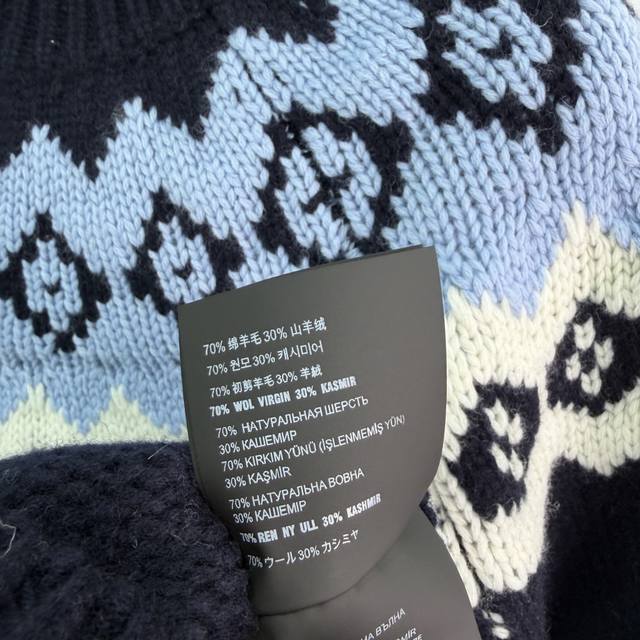 70% 绵羊毛 30% 山羊绒
70% 원모 30% 캐시미어
70% 初剪羊毛 30% 羊絨
70% WOL VIRGIN 30% KASMIR
70% НАТУРАЛЬНАЯ ШЕРСТЬ
30% КАШЕМИР
70% KIRKIM YÜNÜ (İŞLENMEMİŞ YÜN)
30% KAŞMİR
70% НАТУРАЛЬНА ВОВНА
30% КАШЕМІР
70% REN NY ULL 30% KASHMIR
70% ウール 30% カシミヤ
ВЪЛНА